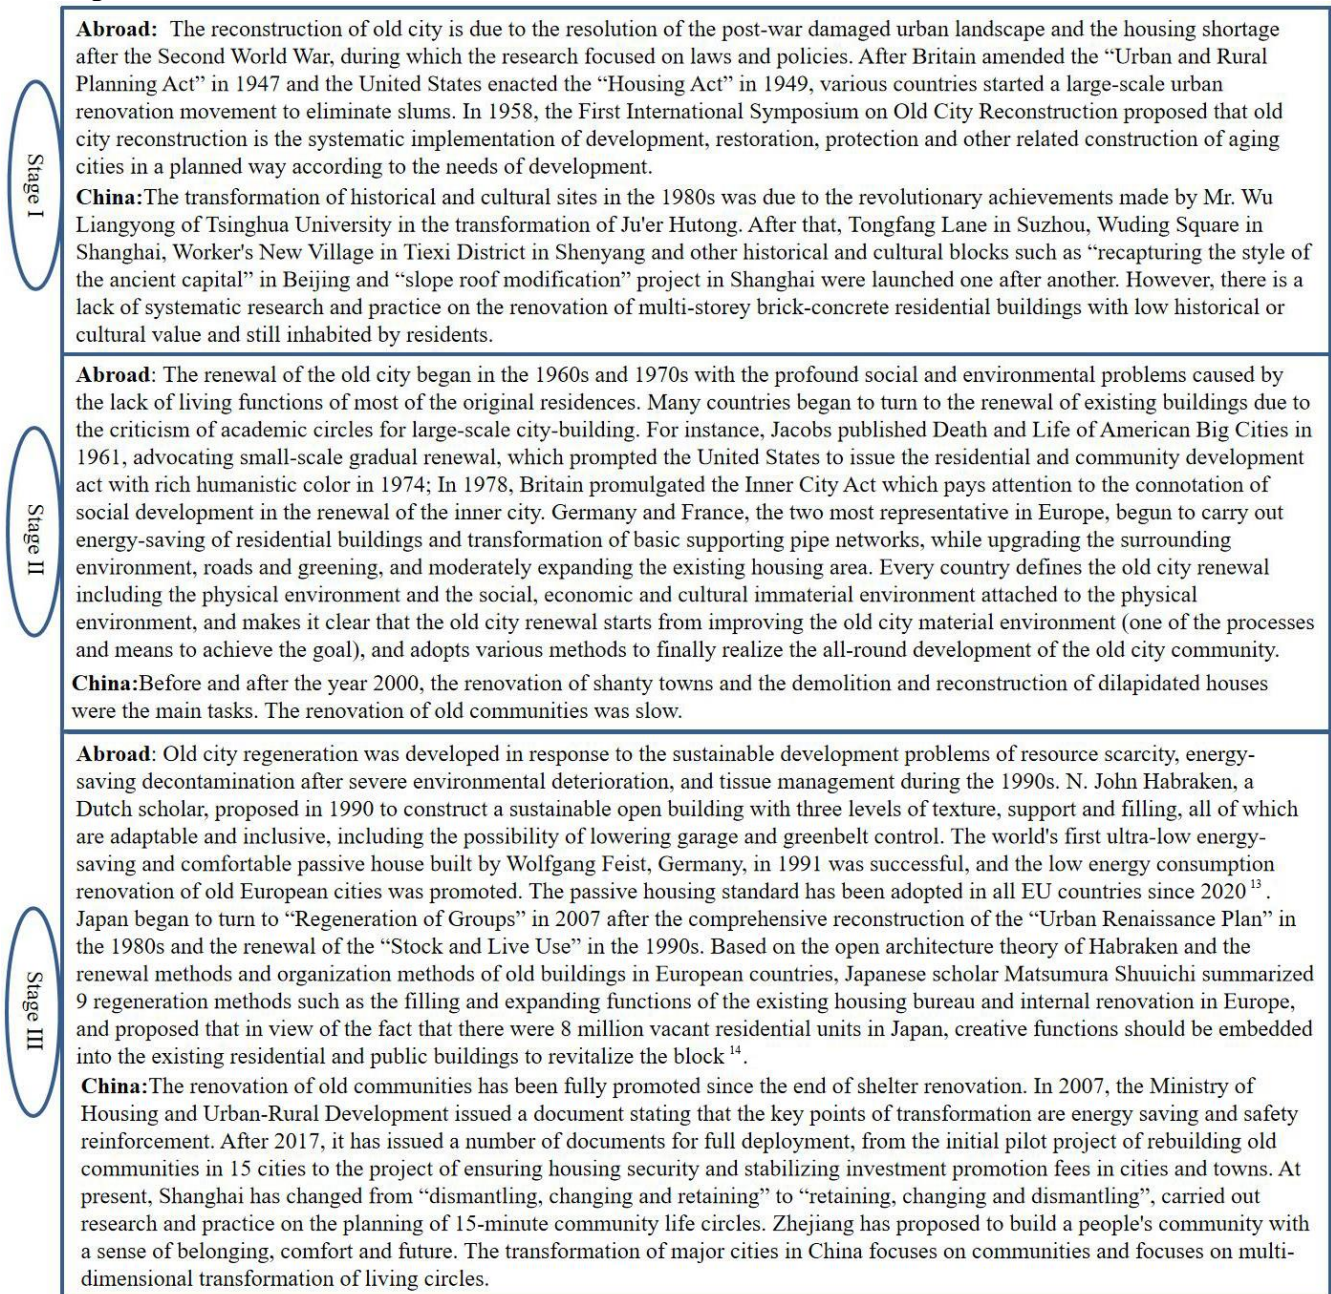 Stage I
Abroad: The reconstruction of old city is due to the resolution of the post-war damaged urban landscape and the housing shortage
after the Second World War, during which the research focused on laws and policies. After Britain amended the “Urban and Rural
Planning Act” in 1947 and the United States enacted the “Housing Act” in 1949, various countries started a large-scale urban
renovation movement to eliminate slums. In 1958, the First International Symposium on Old City Reconstruction proposed that old
city reconstruction is the systematic implementation of development, restoration, protection and other related construction of aging
cities in a planned way according to the needs of development.
China:The transformation of historical and cultural sites in the 1980s was due to the revolutionary achievements made by Mr. Wu
Liangyong of Tsinghua University in the transformation of Ju'er Hutong. After that, Tongfang Lane in Suzhou, Wuding Square in
Shanghai, Worker's New Village in Tiexi District in Shenyang and other historical and cultural blocks such as “recapturing the style of
the ancient capital” in Beijing and “slope roof modification” project in Shanghai were launched one after another. However, there is a
lack of systematic research and practice on the renovation of multi-storey brick-concrete residential buildings with low historical or
cultural value and still inhabited by residents.
Stage II
Abroad: The renewal of the old city began in the 1960s and 1970s with the profound social and environmental problems caused by
the lack of living functions of most of the original residences. Many countries began to turn to the renewal of existing buildings due to
the criticism of academic circles for large-scale city-building. For instance, Jacobs published Death and Life of American Big Cities in
1961, advocating small-scale gradual renewal, which prompted the United States to issue the residential and community development
act with rich humanistic color in 1974; In 1978, Britain promulgated the Inner City Act which pays attention to the connotation of
social development in the renewal of the inner city. Germany and France, the two most representative in Europe, begun to carry out
energy-saving of residential buildings and transformation of basic supporting pipe networks, while upgrading the surrounding
environment, roads and greening, and moderately expanding the existing housing area. Every country defines the old city renewal
including the physical environment and the social, economic and cultural immaterial environment attached to the physical
environment, and makes it clear that the old city renewal starts from improving the old city material environment (one of the processes
and means to achieve the goal), and adopts various methods to finally realize the all-round development of the old city community.
China:Before and after the year 2000, the renovation of shanty towns and the demolition and reconstruction of dilapidated houses
were the main tasks. The renovation of old communities was slow.
Stage III
Abroad: Old city regeneration was developed in response to the sustainable development problems of resource scarcity, energy-
saving decontamination after severe environmental deterioration, and tissue management during the 1990s. N. John Habraken, a
Dutch scholar, proposed in 1990 to construct a sustainable open building with three levels of texture, support and filling, all of which
are adaptable and inclusive, including the possibility of lowering garage and greenbelt control. The world's first ultra-low energy-
saving and comfortable passive house built by Wolfgang Feist, Germany, in 1991 was successful, and the low energy consumption
renovation of old European cities was promoted. The passive housing standard has been adopted in all EU countries since 2020 13 .
Japan began to turn to “Regeneration of Groups” in 2007 after the comprehensive reconstruction of the “Urban Renaissance Plan” in
the 1980s and the renewal of the “Stock and Live Use” in the 1990s. Based on the open architecture theory of Habraken and the
renewal methods and organization methods of old buildings in European countries, Japanese scholar Matsumura Shuuichi summarized
9 regeneration methods such as the filling and expanding functions of the existing housing bureau and internal renovation in Europe,
and proposed that in view of the fact that there were 8 million vacant residential units in Japan, creative functions should be embedded
into the existing residential and public buildings to revitalize the block 14.
China:The renovation of old communities has been fully promoted since the end of shelter renovation. In 2007, the Ministry of
Housing and Urban-Rural Development issued a document stating that the key points of transformation are energy saving and safety
reinforcement. After 2017, it has issued a number of documents for full deployment, from the initial pilot project of rebuilding old
communities in 15 cities to the project of ensuring housing security and stabilizing investment promotion fees in cities and towns. At
present, Shanghai has changed from “dismantling, changing and retaining” to “retaining, changing and dismantling”, carried out
research and practice on the planning of 15-minute community life circles. Zhejiang has proposed to build a people's community with
a sense of belonging, comfort and future. The transformation of major cities in China focuses on communities and focuses on multi-
dimensional transformation of living circles.